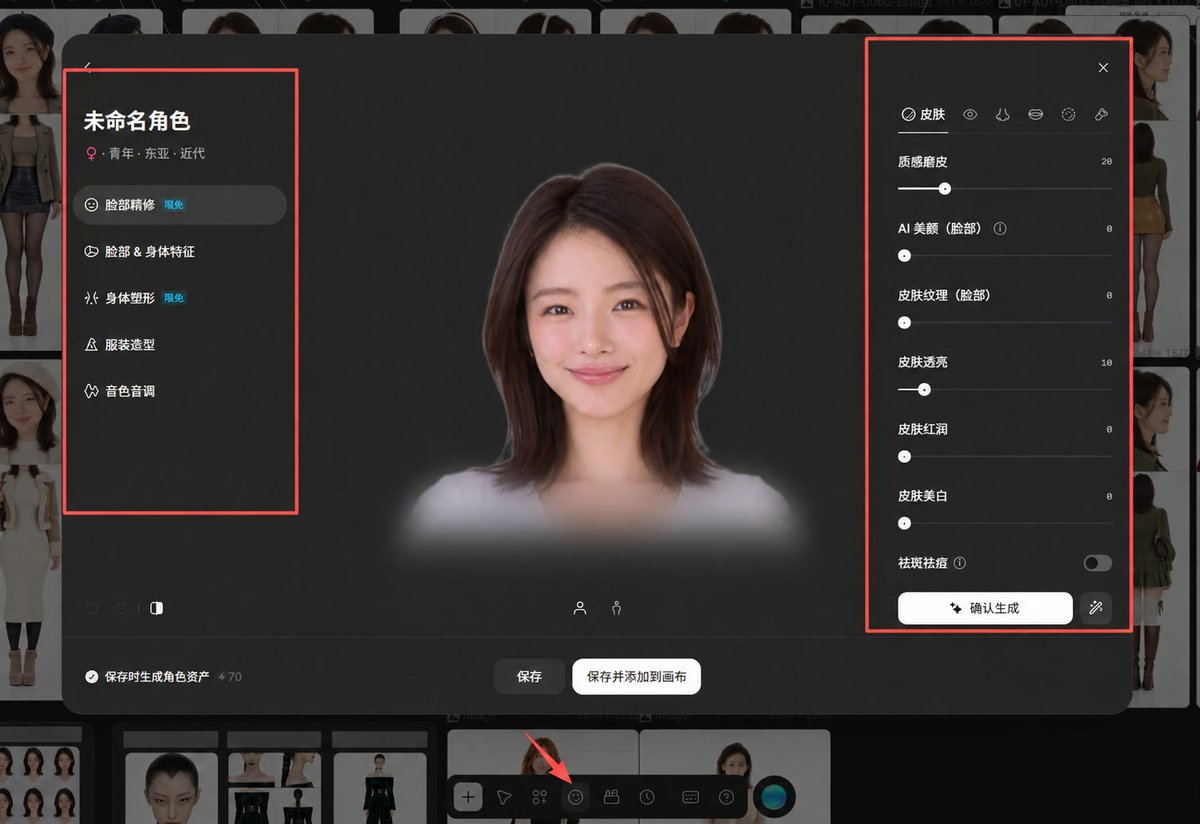 未命名角色
· 青年 · 东亚 · 近代
脸部精修 限免
脸部 & 身体特征
身体塑形 限免
服装造型
音色音调
皮肤
质感磨皮 20
AI 美颜（脸部） 0
皮肤纹理（脸部） 0
皮肤透亮 10
皮肤红润 0
皮肤美白 0
祛斑祛痘
确认生成
保存时生成角色资产 70
保存
保存并添加到画布
image
image